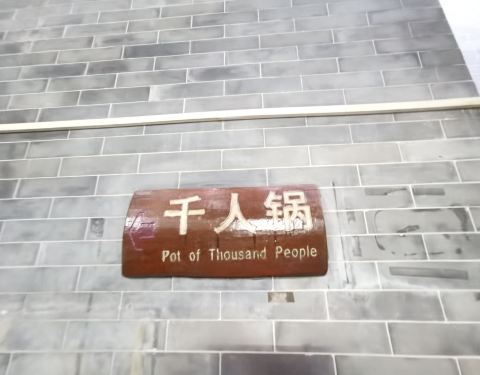 千人锅
Pot of Thousand People